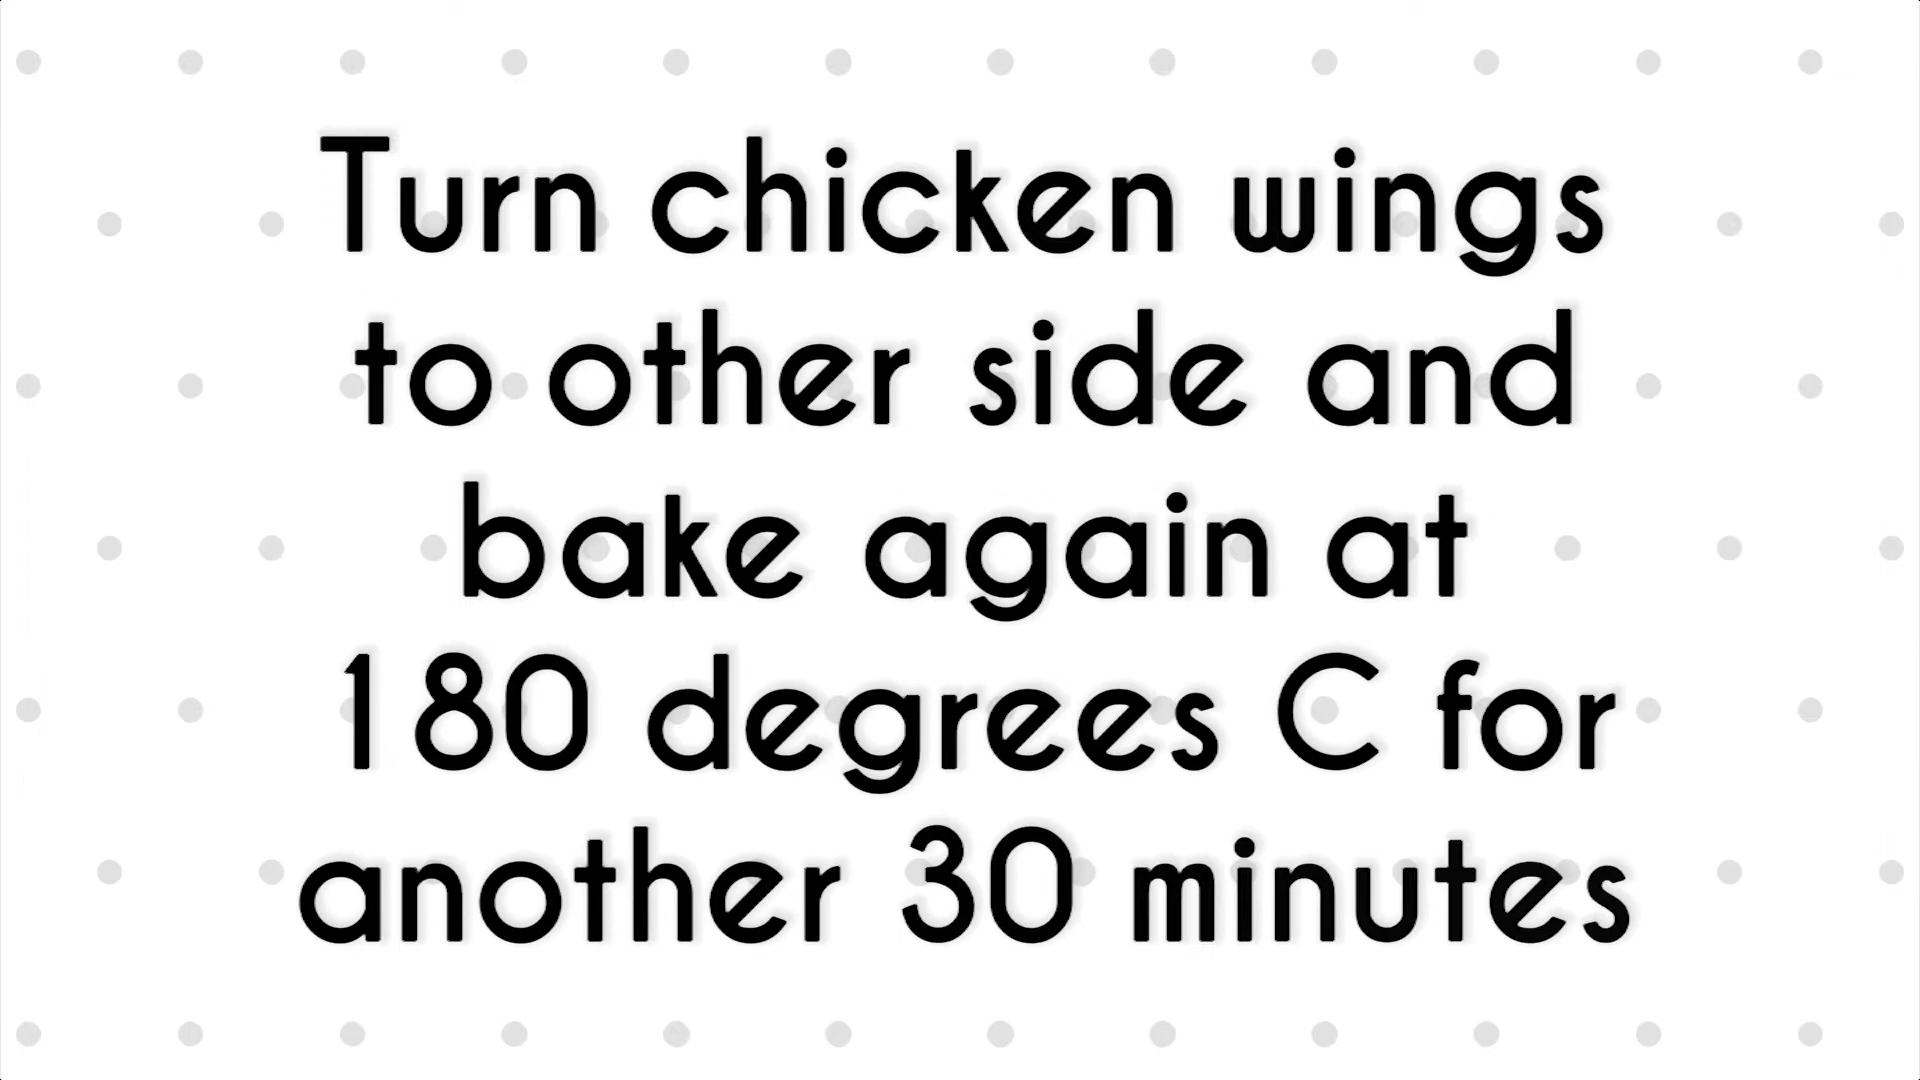 Turn chicken wings
to other side and
bake again at
180 degrees C for
another 30 minutes